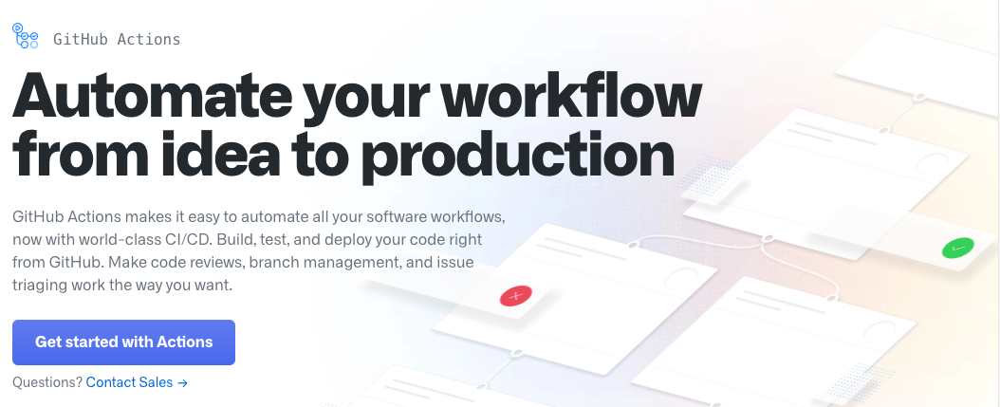 GitHub Actions
Automate your workflow
from idea to production
GitHub Actions makes it easy to automate all your software workflows,
now with world-class CI/CD. Build, test, and deploy your code right
from GitHub. Make code reviews, branch management, and issue
triaging work the way you want.
Get started with Actions
Questions? Contact Sales →